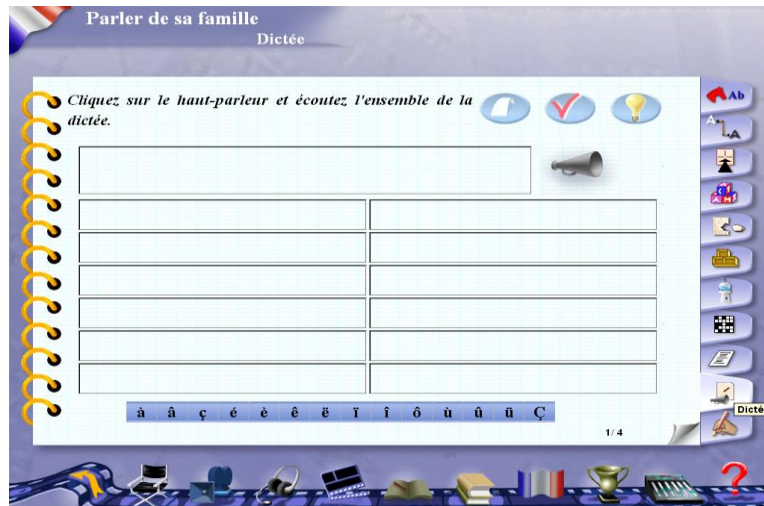 Parler de sa famille
Dictée
Cliquez sur le haut-parleur et écoutez l'ensemble de la
dictée.
Ab
A
A
C
A M S
Dicté
à â ç é è ê ë ï î ô ù û ü Ç
1/ 4
?